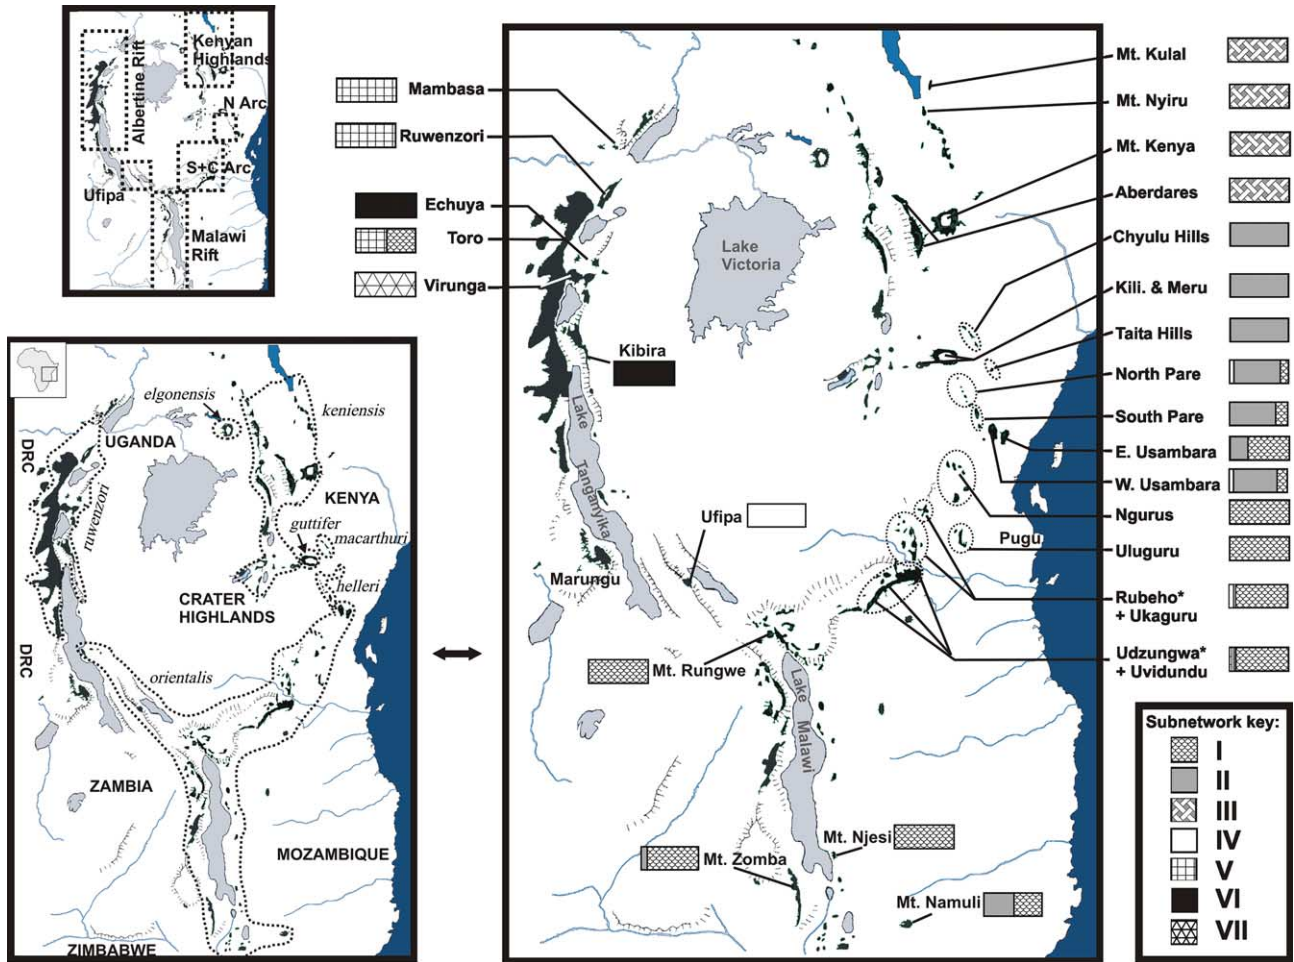 Kenyan
Highlands
Albertine Rift
N Arc
S+C Arc
Ufipa
Malawi
Rift
elgonensis
keniensis
DRC
UGANDA
ruwenzori
KENYA
guttifer
macarthuri
helleri
CRATER
HIGHLANDS
DRC
orientalis
ZAMBIA
MOZAMBIQUE
ZIMBABWE
Mambasa
Ruwenzori
Echuya
Toro
Virunga
Lake
Victoria
Kibira
Lake
Tanganyika
Ufipa
Marungu
Pugu
Mt. Rungwe
Lake
Malawi
Mt. Njesi
Mt. Zomba
Mt. Namuli
Mt. Kulal
Mt. Nyiru
Mt. Kenya
Aberdares
Chyulu Hills
Kili. & Meru
Taita Hills
North Pare
South Pare
E. Usambara
W. Usambara
Ngurus
Uluguru
Rubeho*
+ Ukaguru
Udzungwa*
+ Uvidundu
Subnetwork key:
I
II
III
IV
V
VI
VII